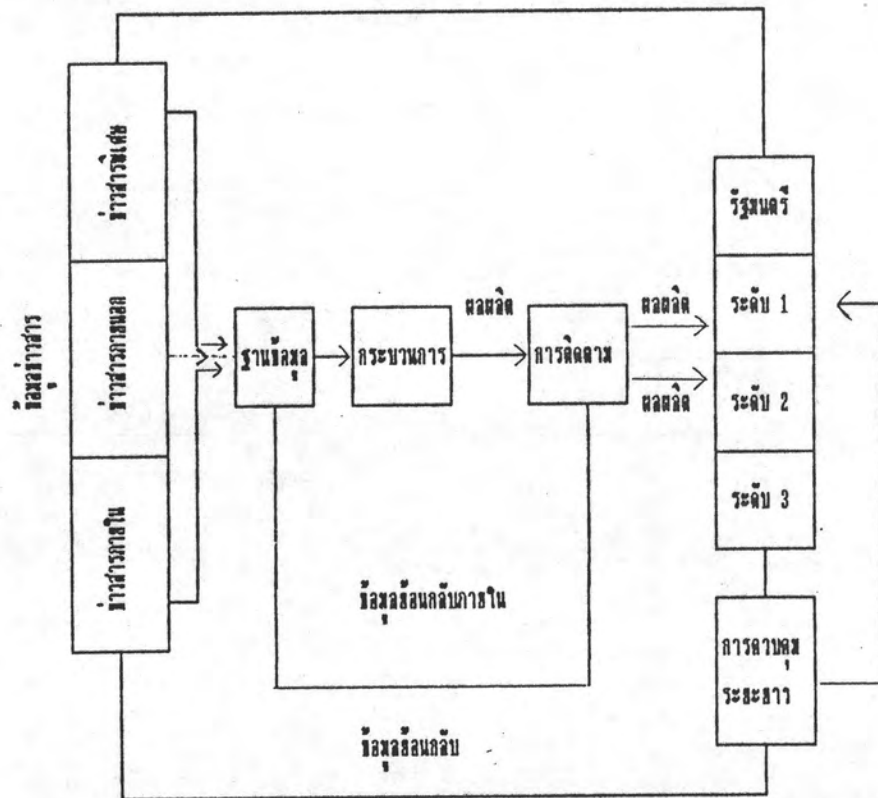 ข้อมูลข่าวสาร
ข่าวสารพิเศษ
ข่าวสารภายนอก
ข่าวสารภายใน
ฐานข้อมูล
กระบวนการ
ผลผลิต
การติดตาม
ผลผลิต
ผลผลิต
รัฐมนตรี
ระดับ 1
ระดับ 2
ระดับ 3
การควบคุม
ระยะยาว
ข้อมูลย้อนกลับภายใน
ข้อมูลย้อนกลับ